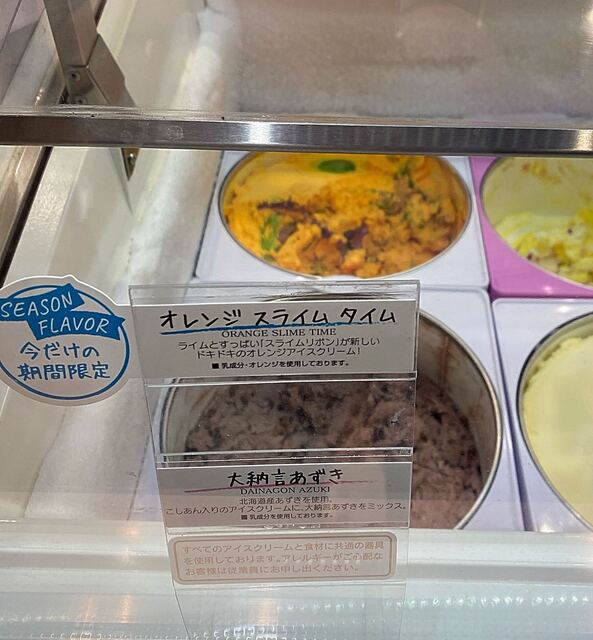 SEASON
FLAVOR
今だけの
期間限定
オレンジ スライム タイム
ORANGE SLIME TIME
ライムとすっぱい「スライムリボン」が新しい
ドキドキのオレンジアイスクリーム!
■ 乳成分・オレンジを使用しております。
大納言あずき
DAINAGON AZUKI
北海道産あずきを使用。
こしあん入りのアイスクリームに、大納言あずきをミックス。
■ 乳成分を使用しております。
すべてのアイスクリームと食材に共通の器具
を使用しております。アレルギーがご心配な
お客様は従業員にお申し出ください。